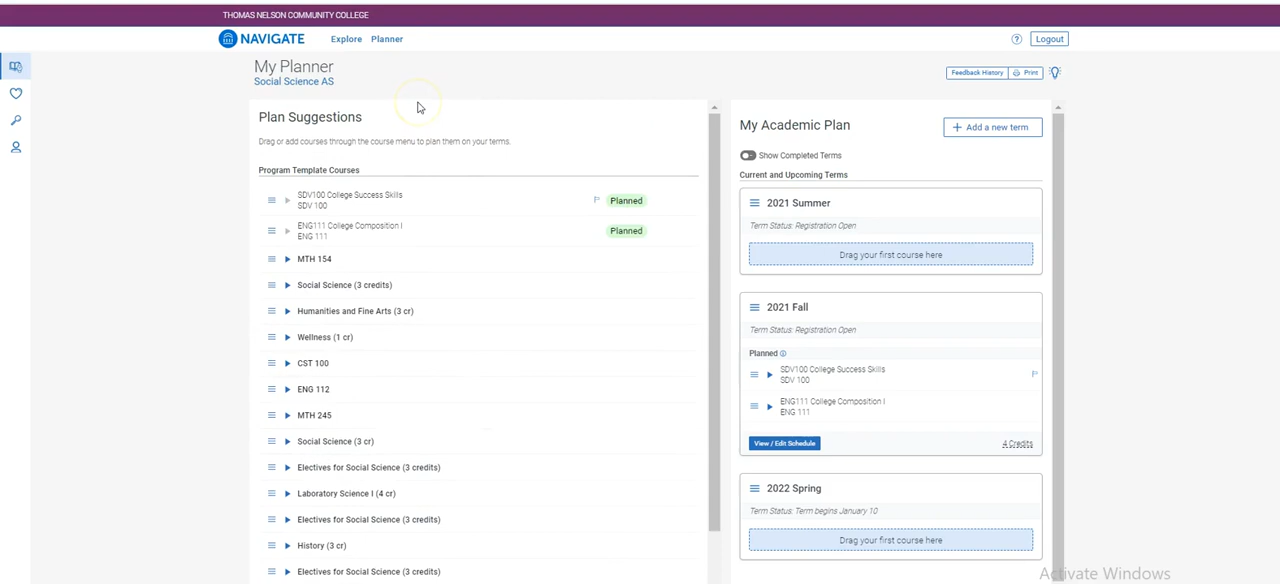 THOMAS NELSON COMMUNITY COLLEGE
NAVIGATE
Explore
Planner
Logout
My Planner
Social Science AS
Feedback History
Print
Plan Suggestions
Drag or add courses through the course menu to plan them on your terms.
Program Template Courses
SDV100 College Success Skills
SDV 100
Planned
ENG111 College Composition I
ENG 111
Planned
MTH 154
Social Science (3 credits)
Humanities and Fine Arts (3 cr)
Wellness (1 cr)
CST 100
ENG 112
MTH 245
Social Science (3 cr)
Electives for Social Science (3 credits)
Laboratory Science I (4 cr)
Electives for Social Science (3 credits)
History (3 cr)
Electives for Social Science (3 credits)
My Academic Plan
+ Add a new term
Show Completed Terms
Current and Upcoming Terms
2021 Summer
Term Status: Registration Open
Drag your first course here
2021 Fall
Term Status: Registration Open
Planned
SDV100 College Success Skills
SDV 100
ENG111 College Composition I
ENG 111
View / Edit Schedule
4 Credits
2022 Spring
Term Status: Term begins January 10
Drag your first course here
Activate Windows